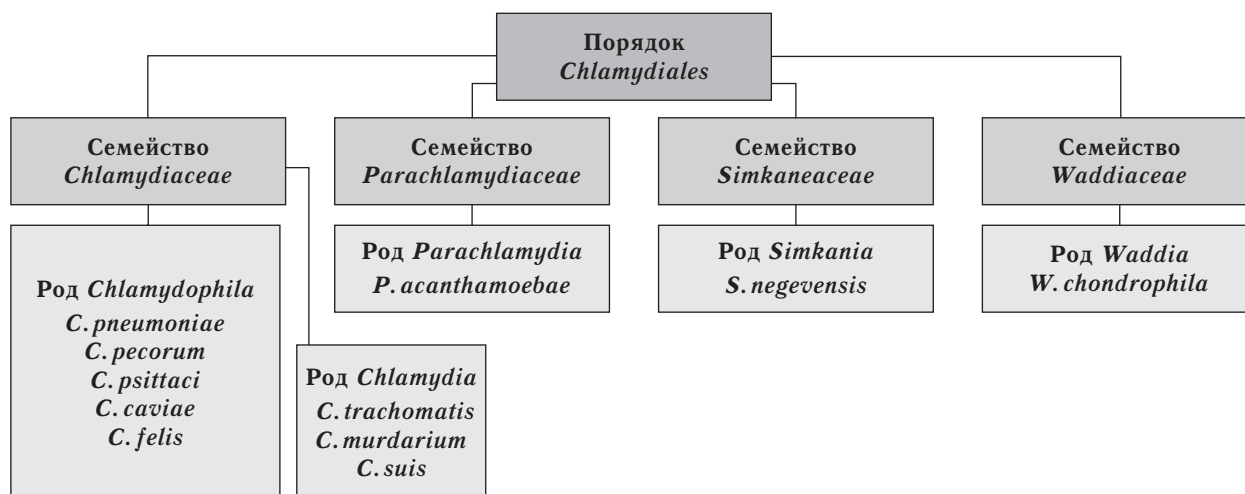 Порядок
Chlamydiales
Семейство
Chlamydiaceae
Семейство
Parachlamydiaceae
Семейство
Simkaneaceae
Семейство
Waddiaceae
Род Chlamydophila
C. pneumoniae
C. pecorum
C. psittaci
C. caviae
C. felis
Род Chlamydia
C. trachomatis
C. murdarium
C. suis
Род Parachlamydia
P. acanthamoebae
Род Simkania
S. negevensis
Род Waddia
W. chondrophila